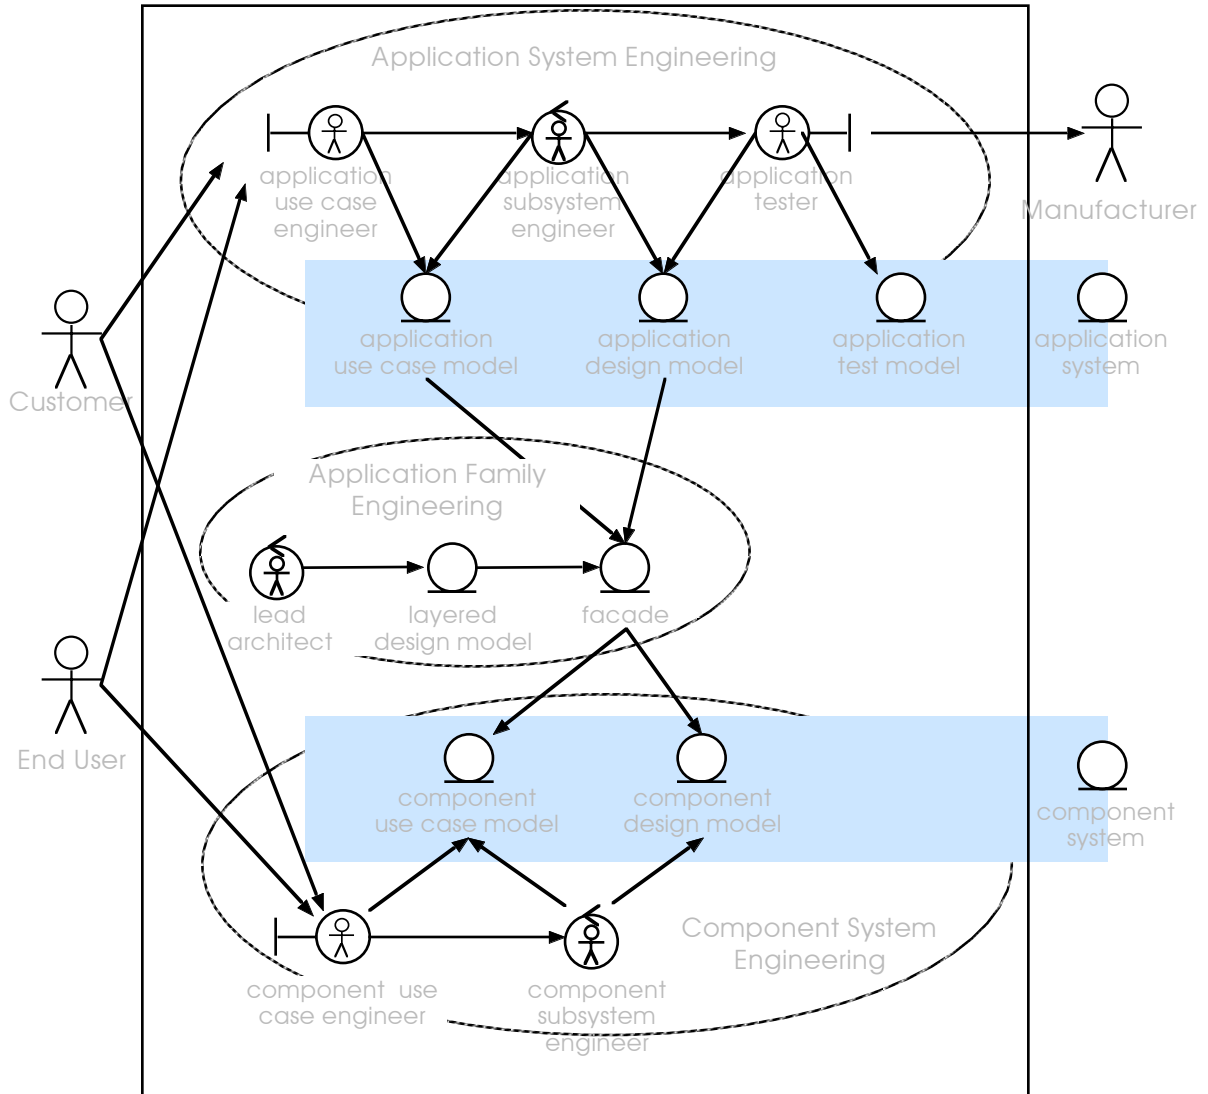 Application System Engineering
application
use case
engineer
application
subsystem
engineer
application
tester
Manufacturer
application
use case model
application
design model
application
test model
application
system
Customer
Application Family
Engineering
lead
architect
layered
design model
facade
End User
component
use case model
component
design model
component
system
Component System
Engineering
component use
case engineer
component
subsystem
engineer